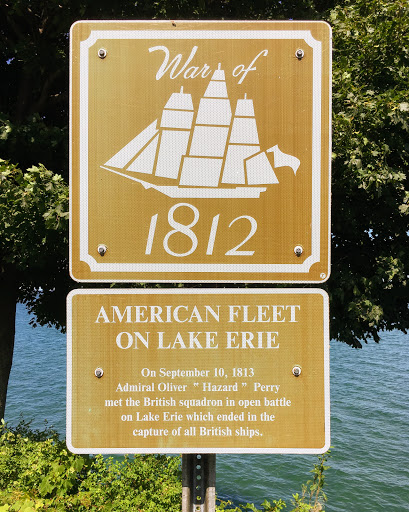 War of
1812
AMERICAN FLEET
ON LAKE ERIE
On September 10, 1813
Admiral Oliver "Hazard" Perry
met the British squadron in open battle
on Lake Erie which ended in the
capture of all British ships.